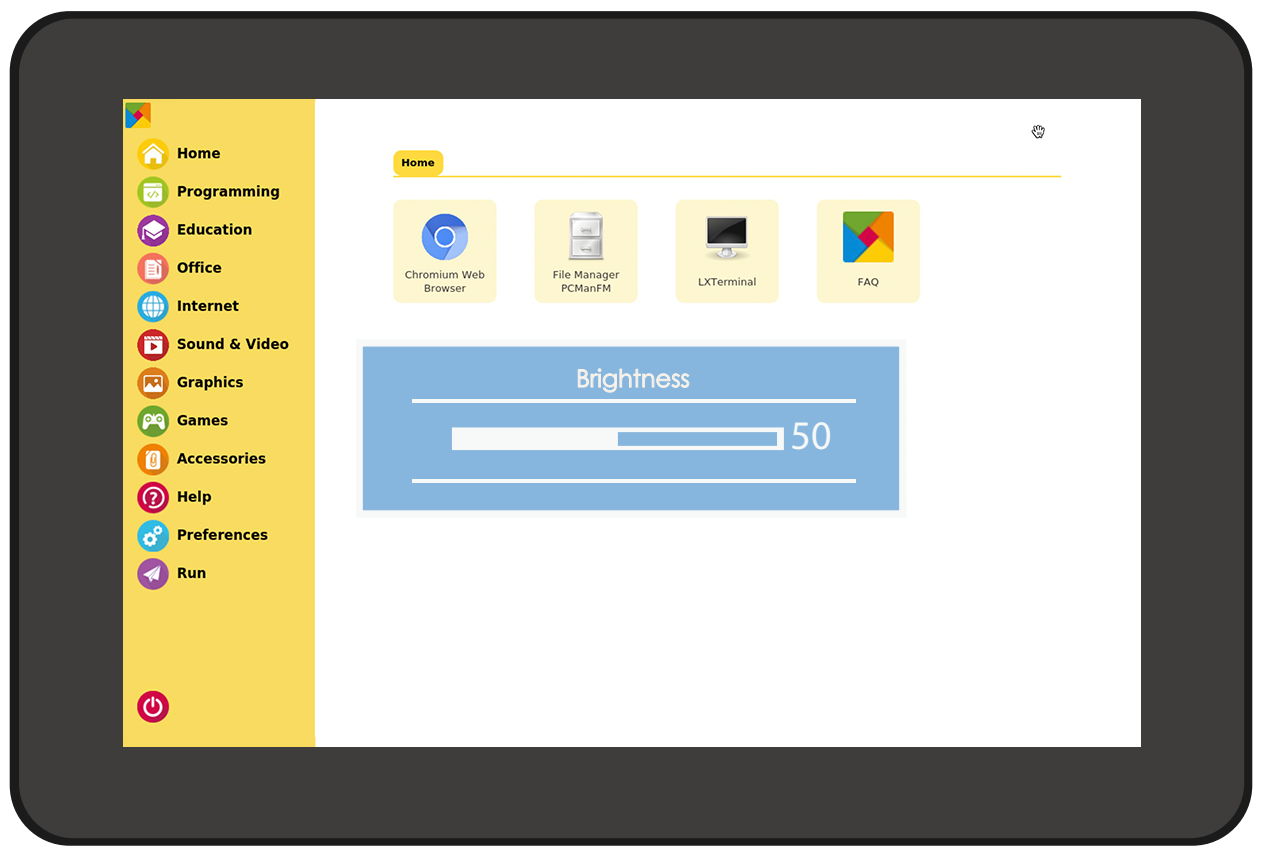 Home
Programming
Education
Office
Internet
Sound & Video
Graphics
Games
Accessories
Help
Preferences
Run
Home
Chromium Web
Browser
File Manager
PCManFM
LXTerminal
FAQ
Brightness
50